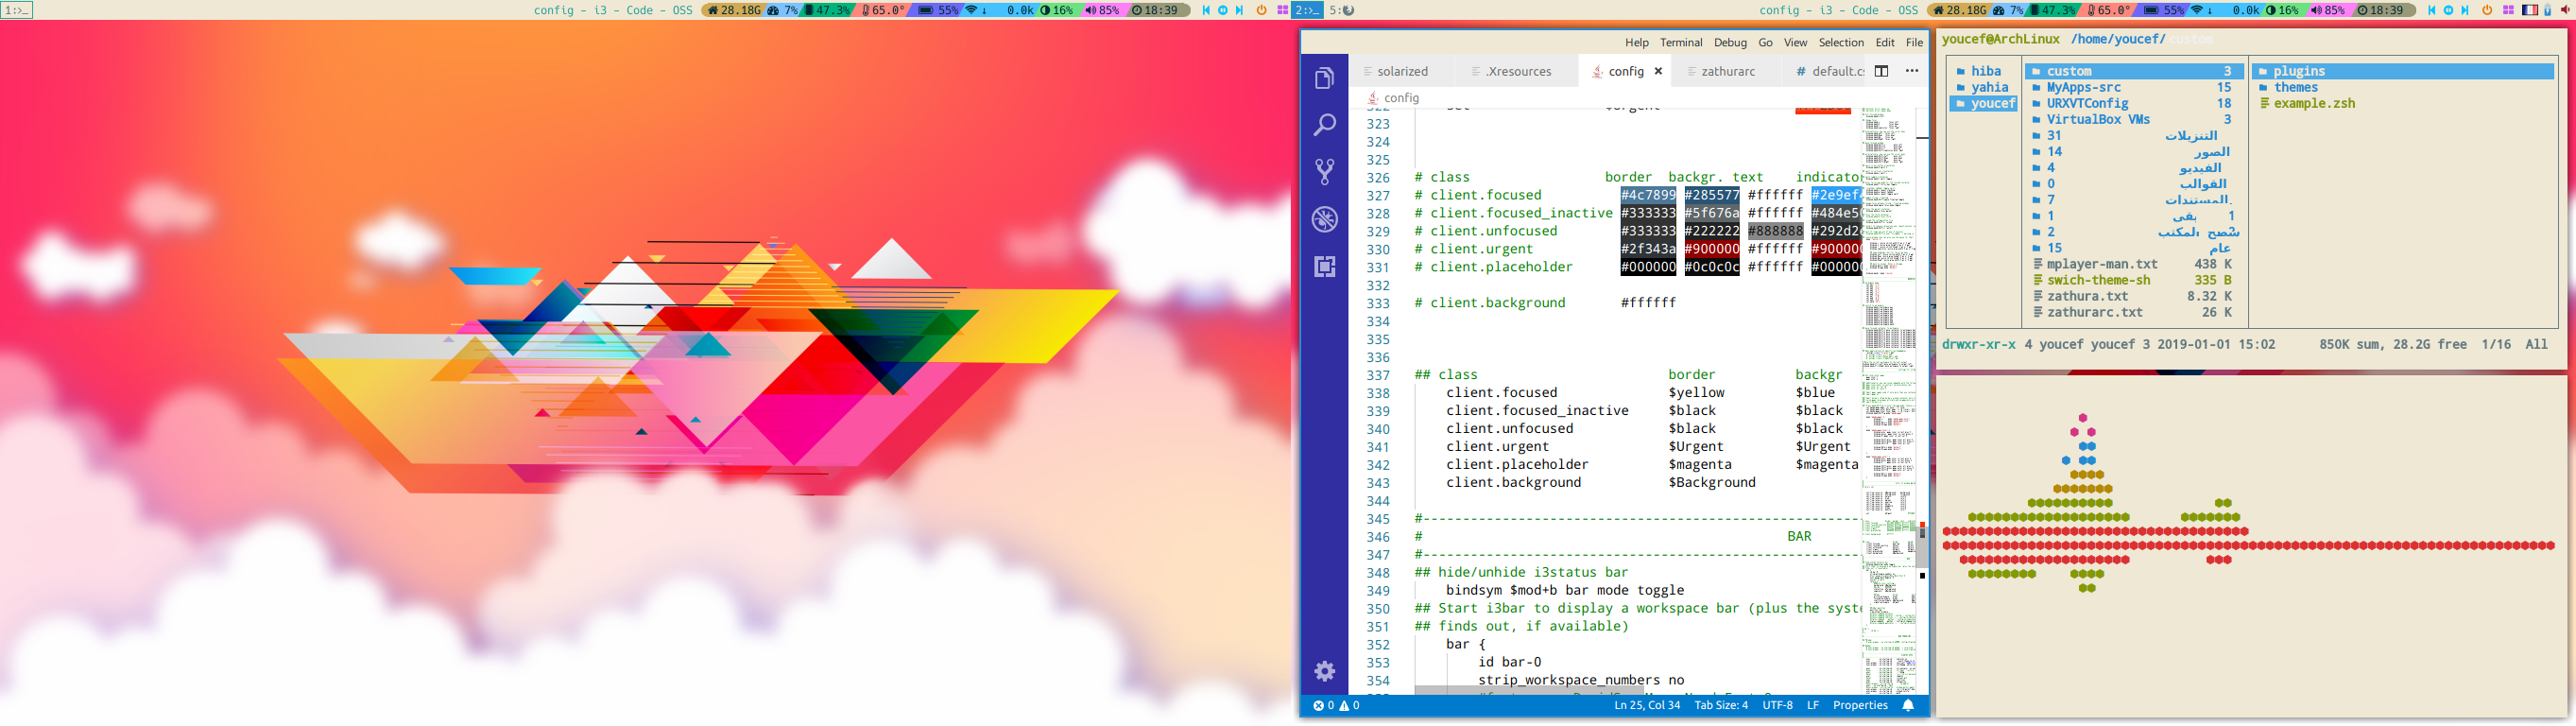 1:>_
config - i3 - Code - OSS
28.18G 7% 47.3% 65.0° 55% ↓ 0.0k 16% 85% 18:39
2:>_ 5:
config - i3 - Code - OSS
28.18G 7% 47.3% 65.0° 55% ↓ 0.0k 16% 85% 18:39
Help Terminal Debug Go View Selection Edit File
solarized .Xresources config × zathurarc # default.cs
config
323
324
325
326 # class border backgr. text indicator
327 # client.focused #4c7899 #285577 #ffffff #2e9ef4
328 # client.focused_inactive #333333 #5f676a #ffffff #484e50
329 # client.unfocused #333333 #222222 #888888 #292d2e
330 # client.urgent #2f343a #900000 #ffffff #900000
331 # client.placeholder #000000 #0c0c0c #ffffff #000000
332
333 # client.background #ffffff
334
335
336
337 ## class border backgr
338 client.focused $yellow $blue
339 client.focused_inactive $black $black
340 client.unfocused $black $black
341 client.urgent $Urgent $Urgent
342 client.placeholder $magenta $magenta
343 client.background $Background
344
345 #--------------------------------------------------------
346 # BAR
347 #--------------------------------------------------------
348 ## hide/unhide i3status bar
349 bindsym $mod+b bar mode toggle
350 ## Start i3bar to display a workspace bar (plus the syste
351 ## finds out, if available)
352 bar {
353 id bar-0
354 strip_workspace_numbers no
0 0 Ln 25, Col 34 Tab Size: 4 UTF-8 LF Properties
youcef@ArchLinux /home/youcef/custom
hiba
yahia
youcef
custom 3
MyApps-src 15
URXVTConfig 18
VirtualBox VMs 3
31 التنزيلات
14 الصور
4 الفيديو
0 القوالب
7 المستندات
1 1
2 المكتب
15 عام
mplayer-man.txt 438 K
swich-theme-sh 335 B
zathura.txt 8.32 K
zathurarc.txt 26 K
plugins
themes
example.zsh
drwxr-xr-x 4 youcef youcef 3 2019-01-01 15:02 850K sum, 28.2G free 1/16 All